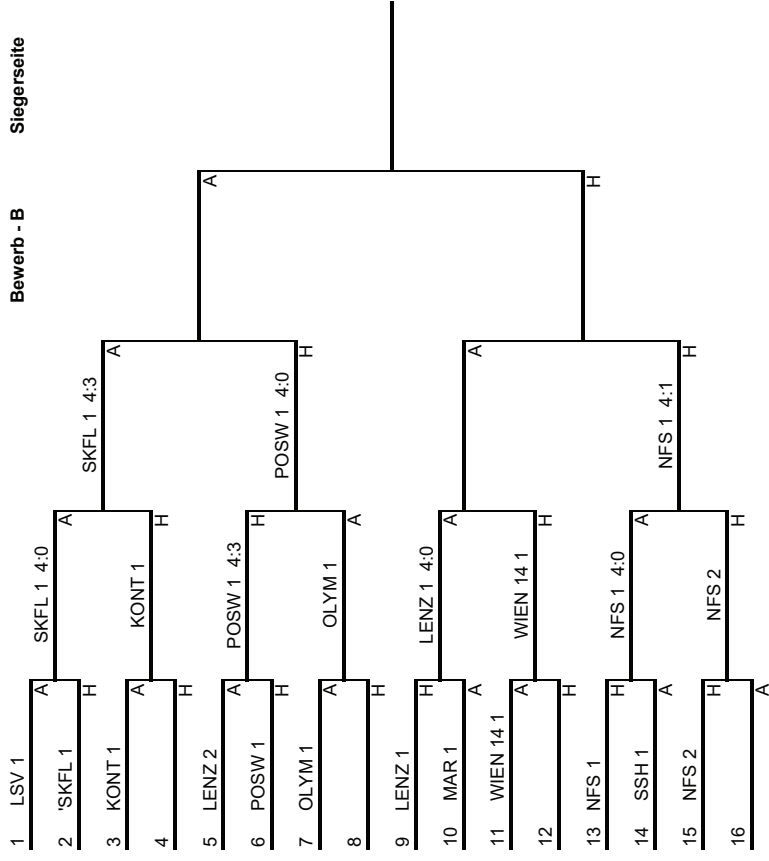 Bewerb - B Siegerseite
1 LSV 1
2 'SKFL 1
3 KONT 1
4
5 LENZ 2
6 POSW 1
7 OLYM 1
8
9 LENZ 1
10 MAR 1
11 WIEN 14 1
12
13 NFS 1
14 SSH 1
15 NFS 2
16
A
H
A
H
A
H
A
H
H
A
A
H
H
A
H
A
SKFL 1 4:0
KONT 1
POSW 1 4:3
OLYM 1
LENZ 1 4:0
WIEN 14 1
NFS 1 4:0
NFS 2
A
H
H
A
A
H
A
H
SKFL 1 4:3
POSW 1 4:0
NFS 1 4:1
A
H
A
H
A
H